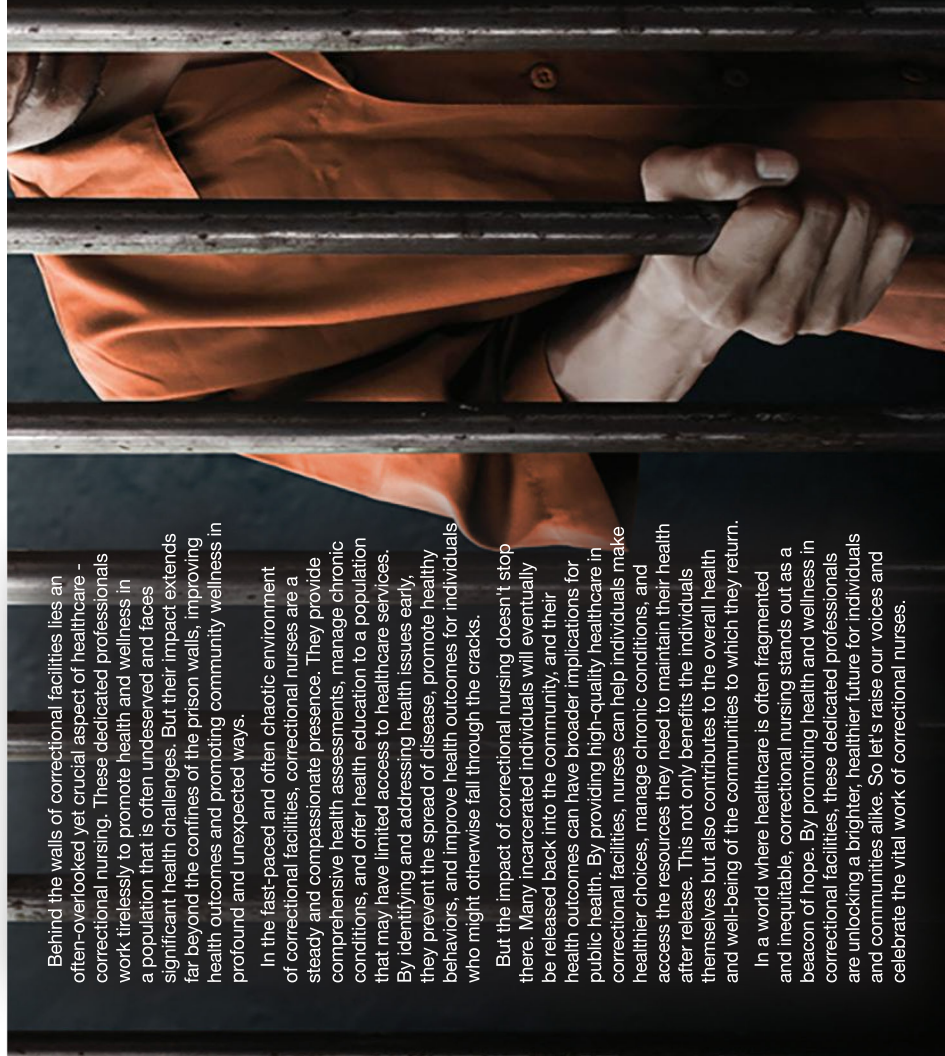 Behind the walls of correctional facilities lies an
often-overlooked yet crucial aspect of healthcare -
correctional nursing. These dedicated professionals
work tirelessly to promote health and wellness in
a population that is often underserved and faces
significant health challenges. But their impact extends
far beyond the confines of the prison walls, improving
health outcomes and promoting community wellness in
profound and unexpected ways.
In the fast-paced and often chaotic environment
of correctional facilities, correctional nurses are a
steady and compassionate presence. They provide
comprehensive health assessments, manage chronic
conditions, and offer health education to a population
that may have limited access to healthcare services.
By identifying and addressing health issues early,
they prevent the spread of disease, promote healthy
behaviors, and improve health outcomes for individuals
who might otherwise fall through the cracks.
But the impact of correctional nursing doesn't stop
there. Many incarcerated individuals will eventually
be released back into the community, and their
health outcomes can have broader implications for
public health. By providing high-quality healthcare in
correctional facilities, nurses can help individuals make
healthier choices, manage chronic conditions, and
access the resources they need to maintain their health
after release. This not only benefits the individuals
themselves but also contributes to the overall health
and well-being of the communities to which they return.
In a world where healthcare is often fragmented
and inequitable, correctional nursing stands out as a
beacon of hope. By promoting health and wellness in
correctional facilities, these dedicated professionals
are unlocking a brighter, healthier future for individuals
and communities alike. So let's raise our voices and
celebrate the vital work of correctional nurses.